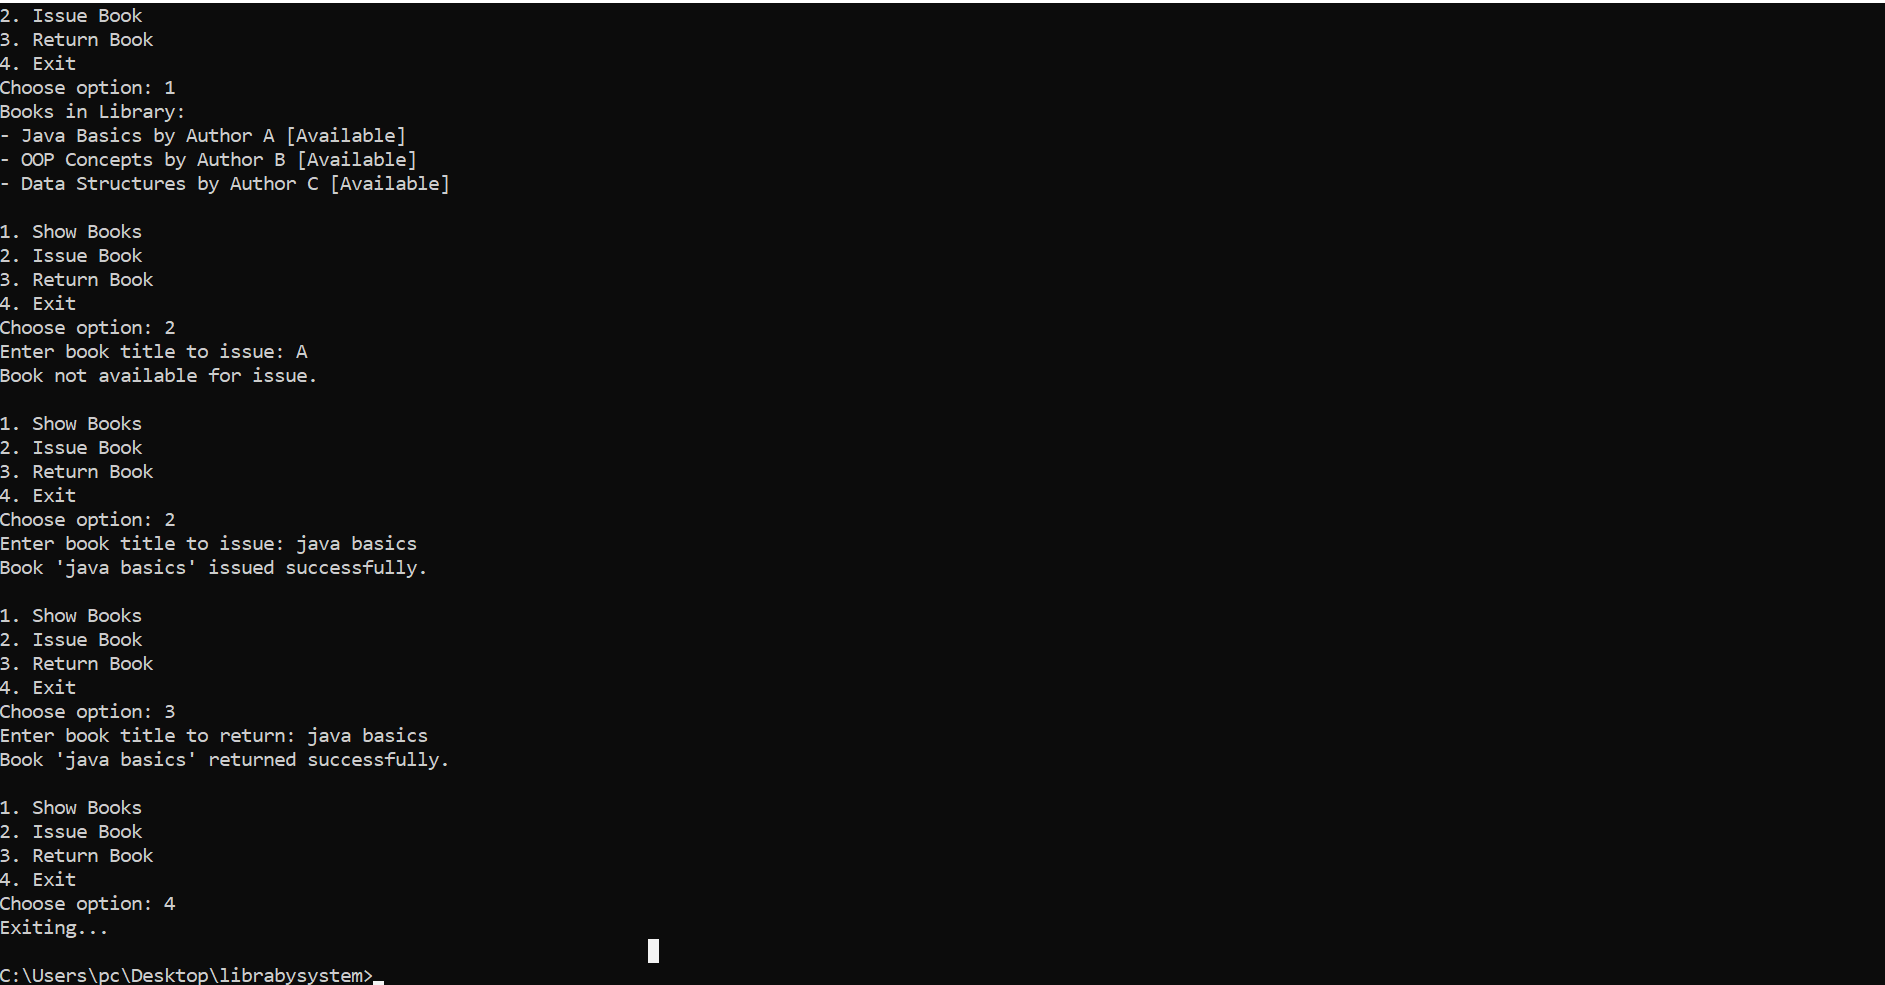 2. Issue Book
3. Return Book
4. Exit
Choose option: 1
Books in Library:
- Java Basics by Author A [Available]
- OOP Concepts by Author B [Available]
- Data Structures by Author C [Available]
1. Show Books
2. Issue Book
3. Return Book
4. Exit
Choose option: 2
Enter book title to issue: A
Book not available for issue.
1. Show Books
2. Issue Book
3. Return Book
4. Exit
Choose option: 2
Enter book title to issue: java basics
Book 'java basics' issued successfully.
1. Show Books
2. Issue Book
3. Return Book
4. Exit
Choose option: 3
Enter book title to return: java basics
Book 'java basics' returned successfully.
1. Show Books
2. Issue Book
3. Return Book
4. Exit
Choose option: 4
Exiting...
C:\Users\pc\Desktop\librabysystem>